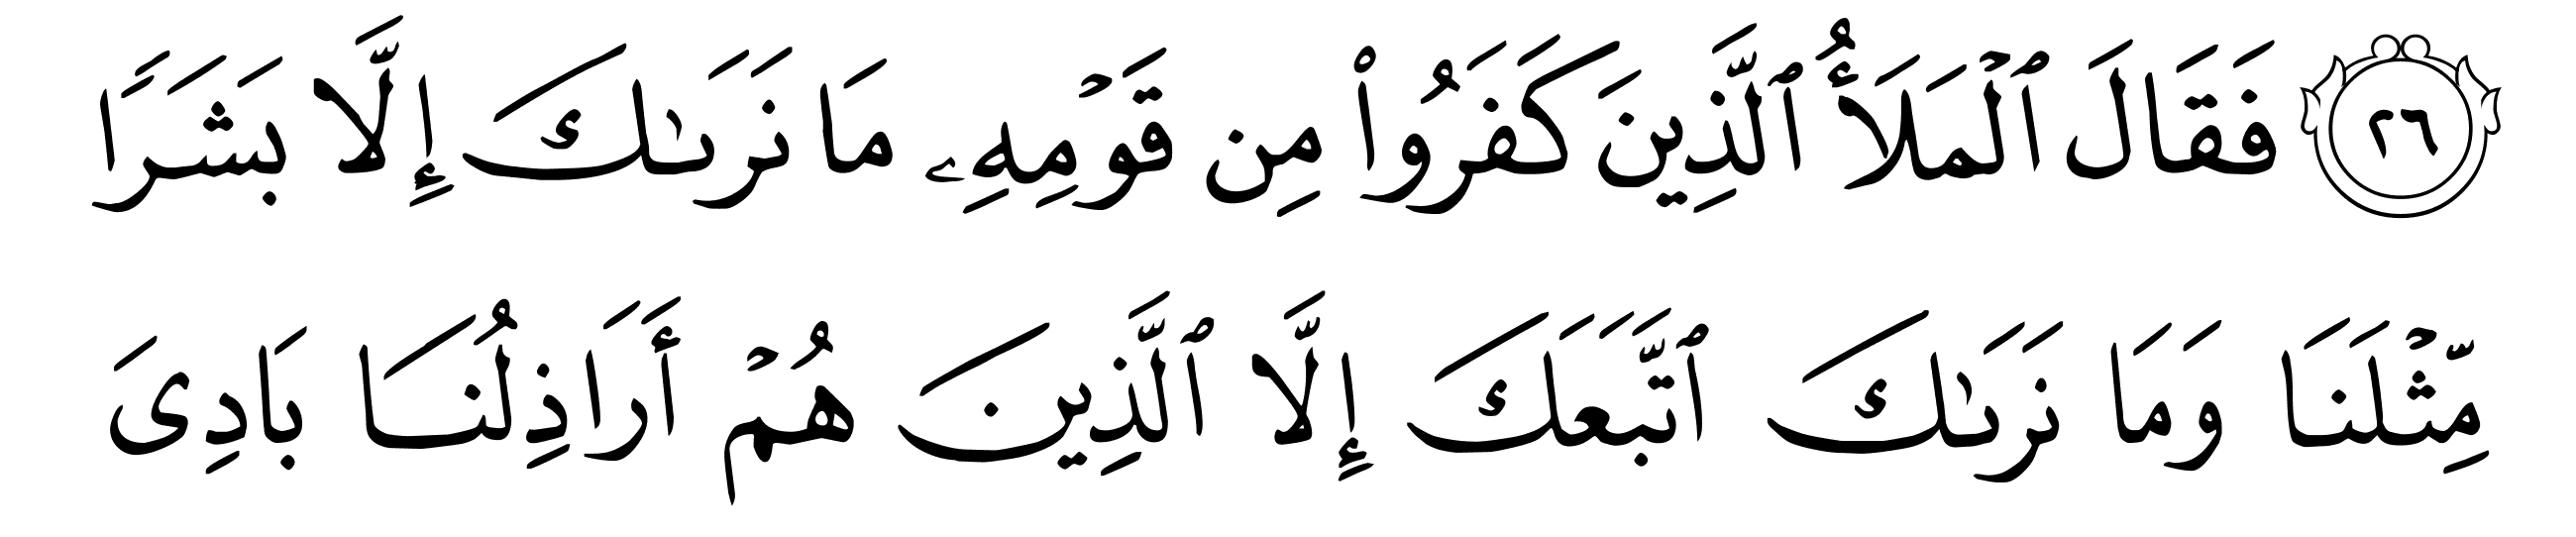 ٢٦ فَقَالَ ٱلْمَلَأُ ٱلَّذِينَ كَفَرُوا۟ مِن قَوْمِهِۦ مَا نَرَىٰكَ إِلَّا بَشَرًا
مِّثْلَنَا وَمَا نَرَىٰكَ ٱتَّبَعَكَ إِلَّا ٱلَّذِينَ هُمْ أَرَاذِلُنَا بَادِىَ